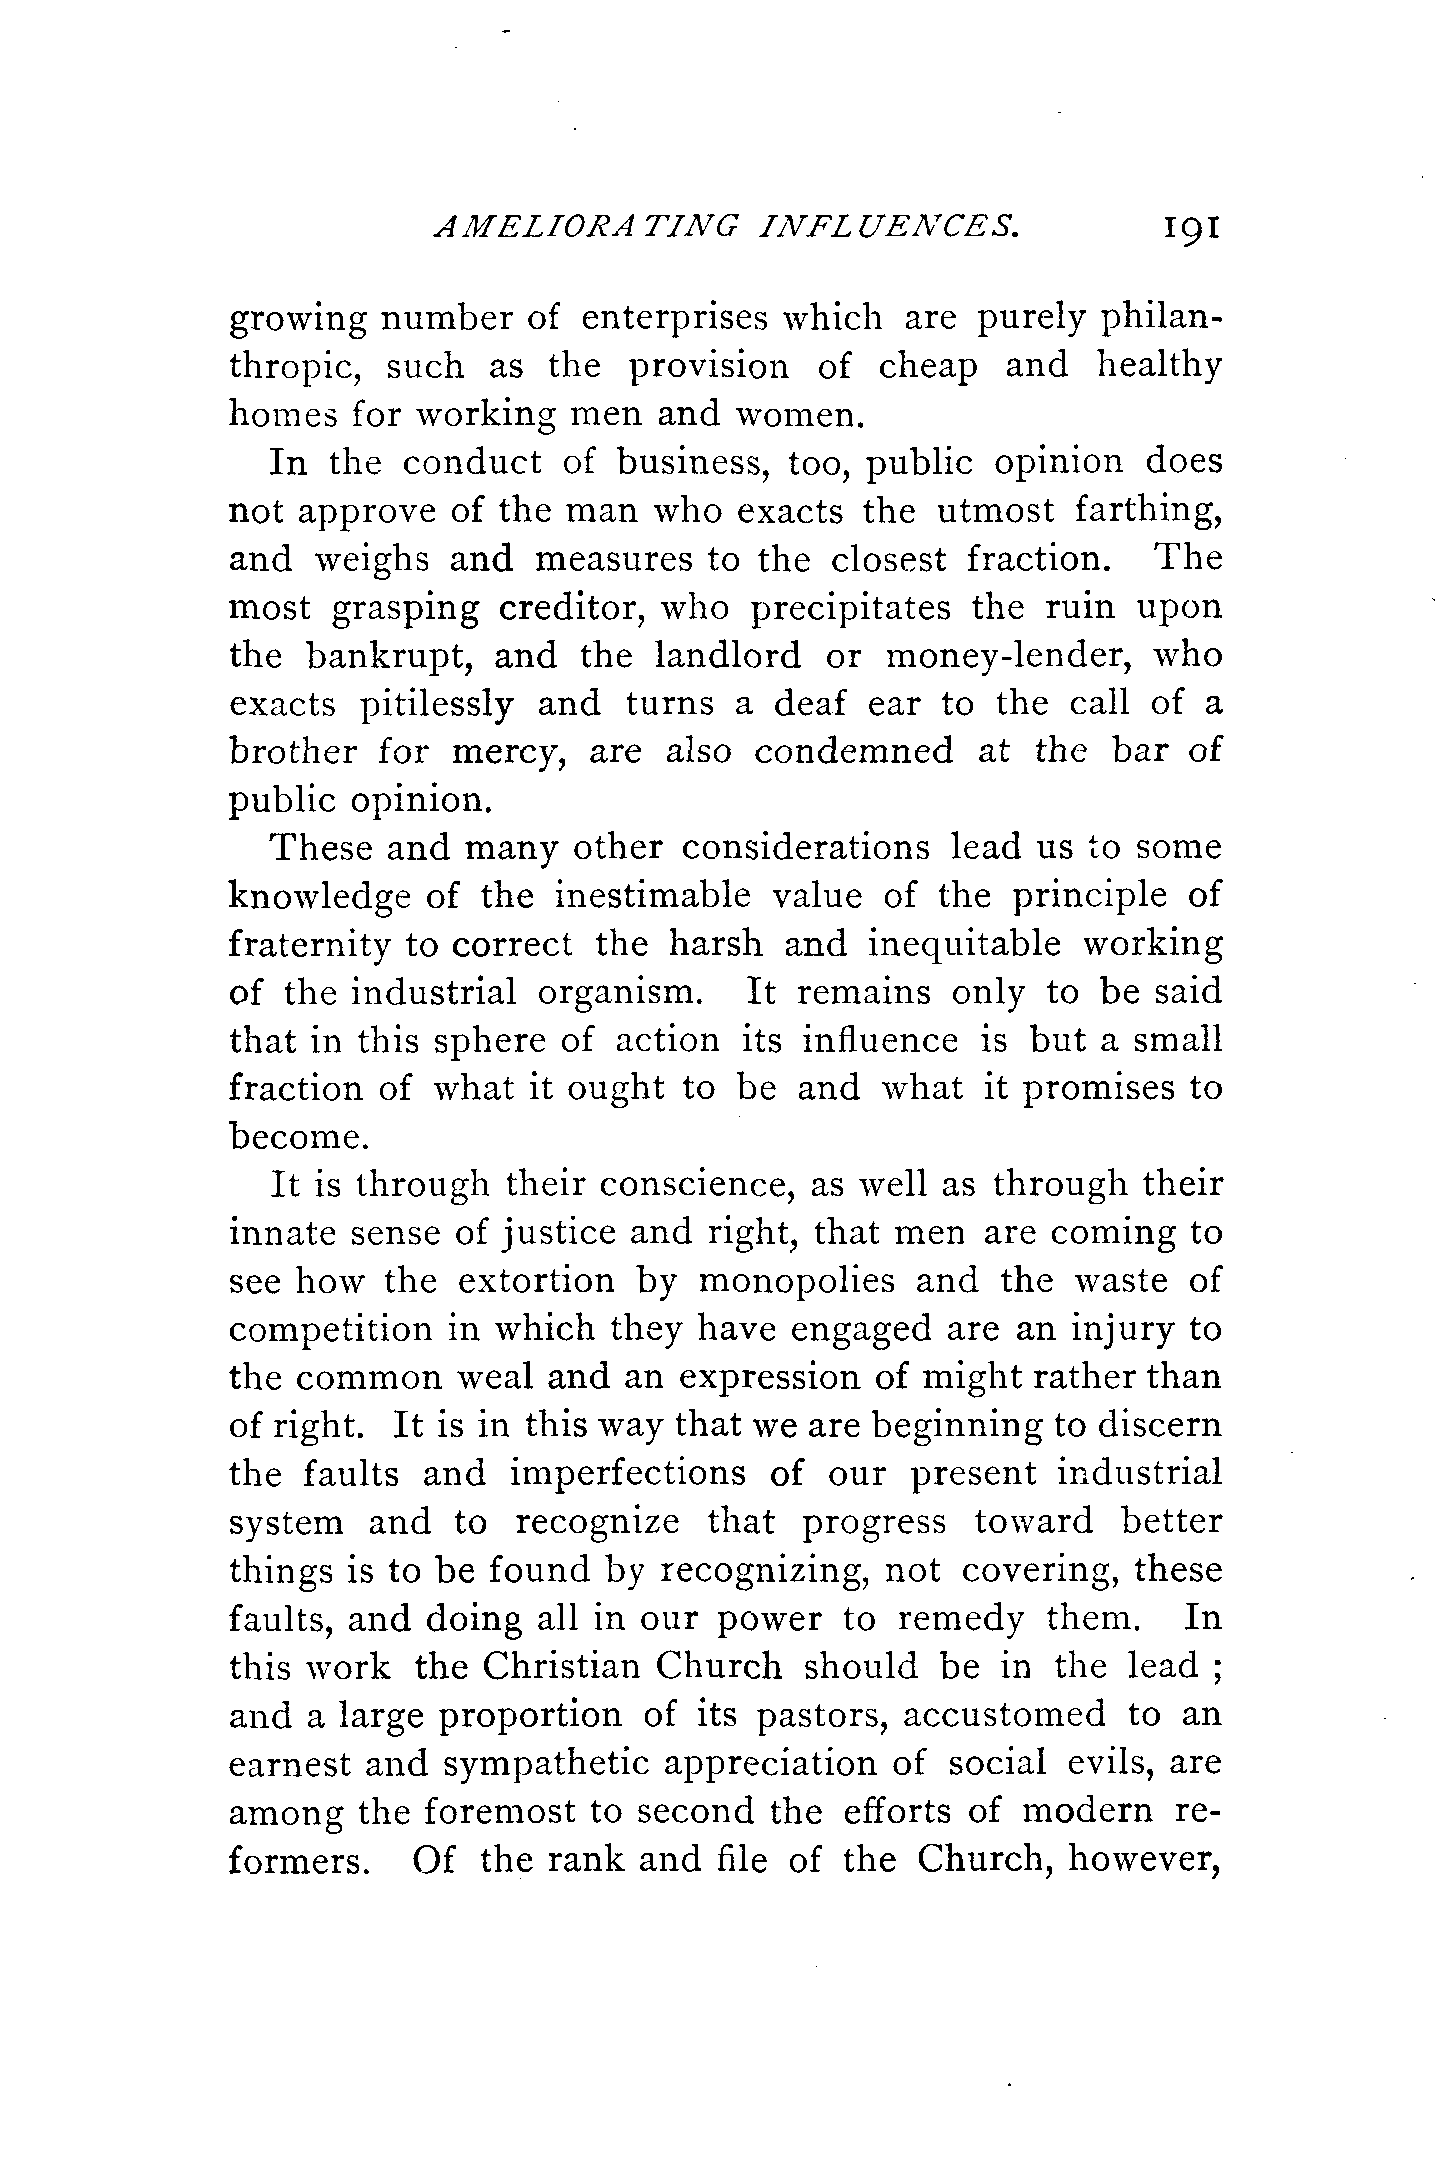 AMELIORATING INFLUENCES. 191
growing number of enterprises which are purely philan-
thropic, such as the provision of cheap and healthy
homes for working men and women.
In the conduct of business, too, public opinion does
not approve of the man who exacts the utmost farthing,
and weighs and measures to the closest fraction. The
most grasping creditor, who precipitates the ruin upon
the bankrupt, and the landlord or money-lender, who
exacts pitilessly and turns a deaf ear to the call of a
brother for mercy, are also condemned at the bar of
public opinion.
These and many other considerations lead us to some
knowledge of the inestimable value of the principle of
fraternity to correct the harsh and inequitable working
of the industrial organism. It remains only to be said
that in this sphere of action its influence is but a small
fraction of what it ought to be and what it promises to
become.
It is through their conscience, as well as through their
innate sense of justice and right, that men are coming to
see how the extortion by monopolies and the waste of
competition in which they have engaged are an injury to
the common weal and an expression of might rather than
of right. It is in this way that we are beginning to discern
the faults and imperfections of our present industrial
system and to recognize that progress toward better
things is to be found by recognizing, not covering, these
faults, and doing all in our power to remedy them. In
this work the Christian Church should be in the lead ;
and a large proportion of its pastors, accustomed to an
earnest and sympathetic appreciation of social evils, are
among the foremost to second the efforts of modern re-
formers. Of the rank and file of the Church, however,